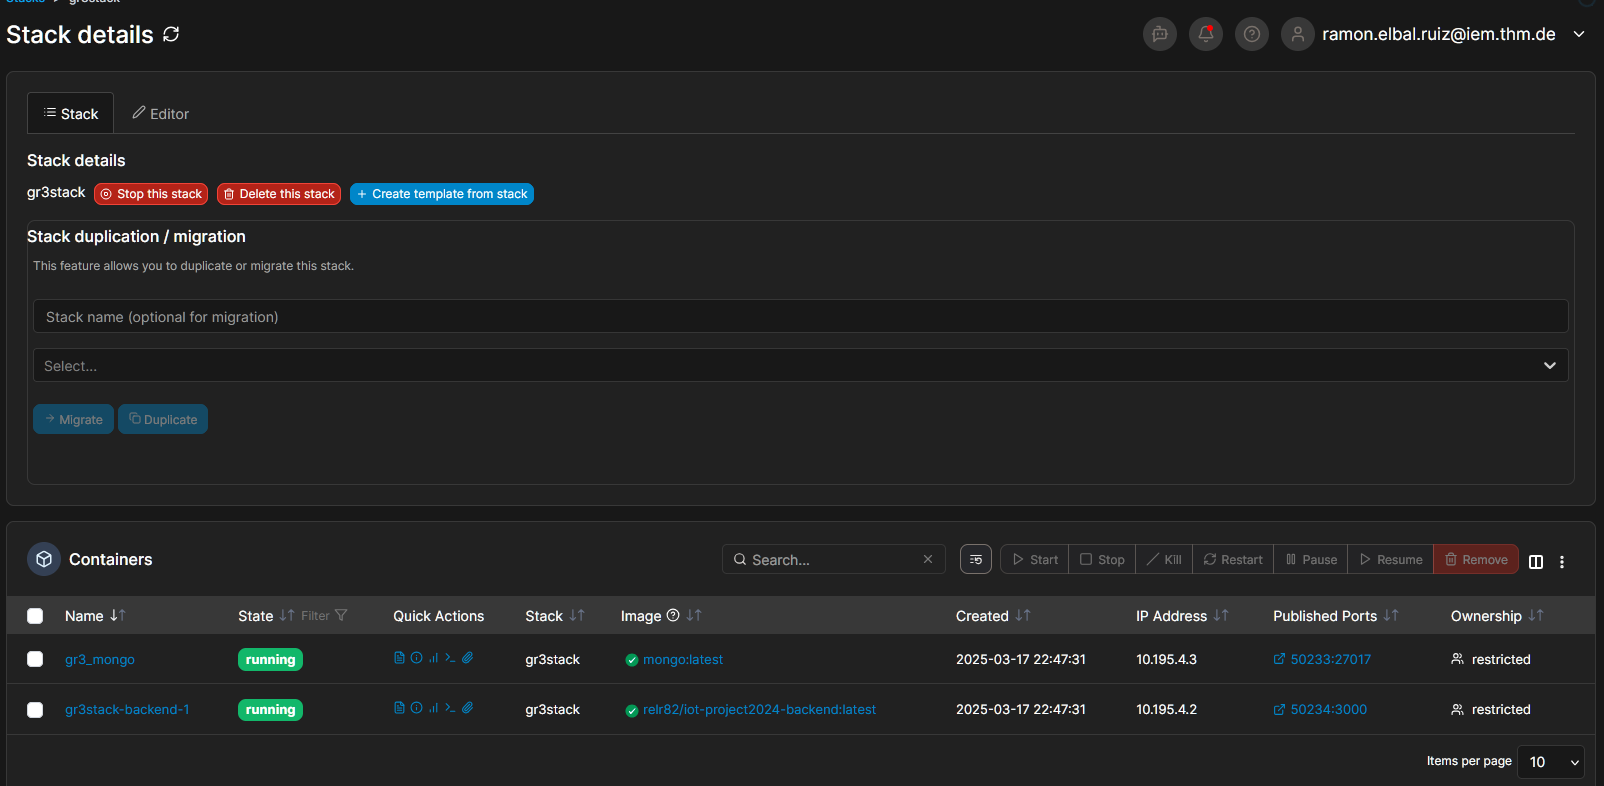 Stacks > gr3stack
Stack details
ramon.elbal.ruiz@iem.thm.de
Stack
Editor
Stack details
gr3stack Stop this stack Delete this stack + Create template from stack
Stack duplication / migration
This feature allows you to duplicate or migrate this stack.
Stack name (optional for migration)
Select...
Migrate Duplicate
Containers
Search...
Start Stop Kill Restart Pause Resume Remove
Name State Filter Quick Actions Stack Image Created IP Address Published Ports Ownership
gr3_mongo running gr3stack mongo:latest 2025-03-17 22:47:31 10.195.4.3 50233:27017 restricted
gr3stack-backend-1 running gr3stack relr82/iot-project2024-backend:latest 2025-03-17 22:47:31 10.195.4.2 50234:3000 restricted
Items per page 10